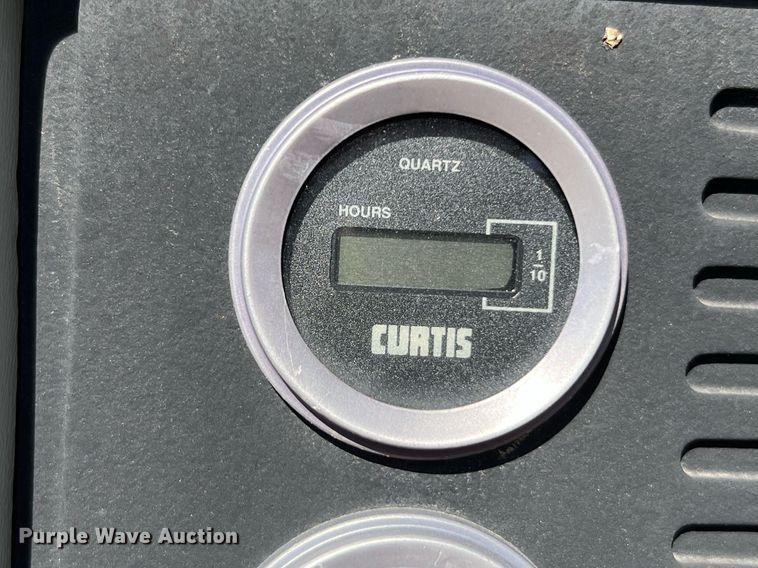 QUARTZ
HOURS
1
10
CURTIS
Purple Wave Auction